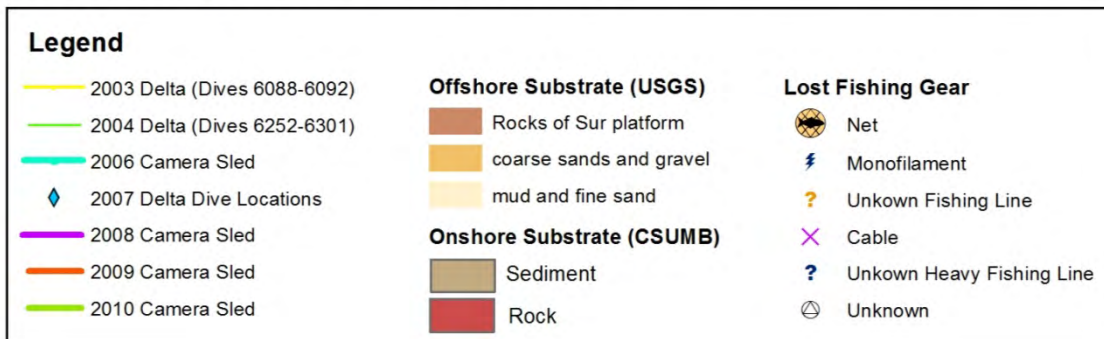 Legend
2003 Delta (Dives 6088-6092)
2004 Delta (Dives 6252-6301)
2006 Camera Sled
2007 Delta Dive Locations
2008 Camera Sled
2009 Camera Sled
2010 Camera Sled
Offshore Substrate (USGS)
Rocks of Sur platform
coarse sands and gravel
mud and fine sand
Onshore Substrate (CSUMB)
Sediment
Rock
Lost Fishing Gear
Net
Monofilament
? Unkown Fishing Line
Cable
? Unkown Heavy Fishing Line
Unknown